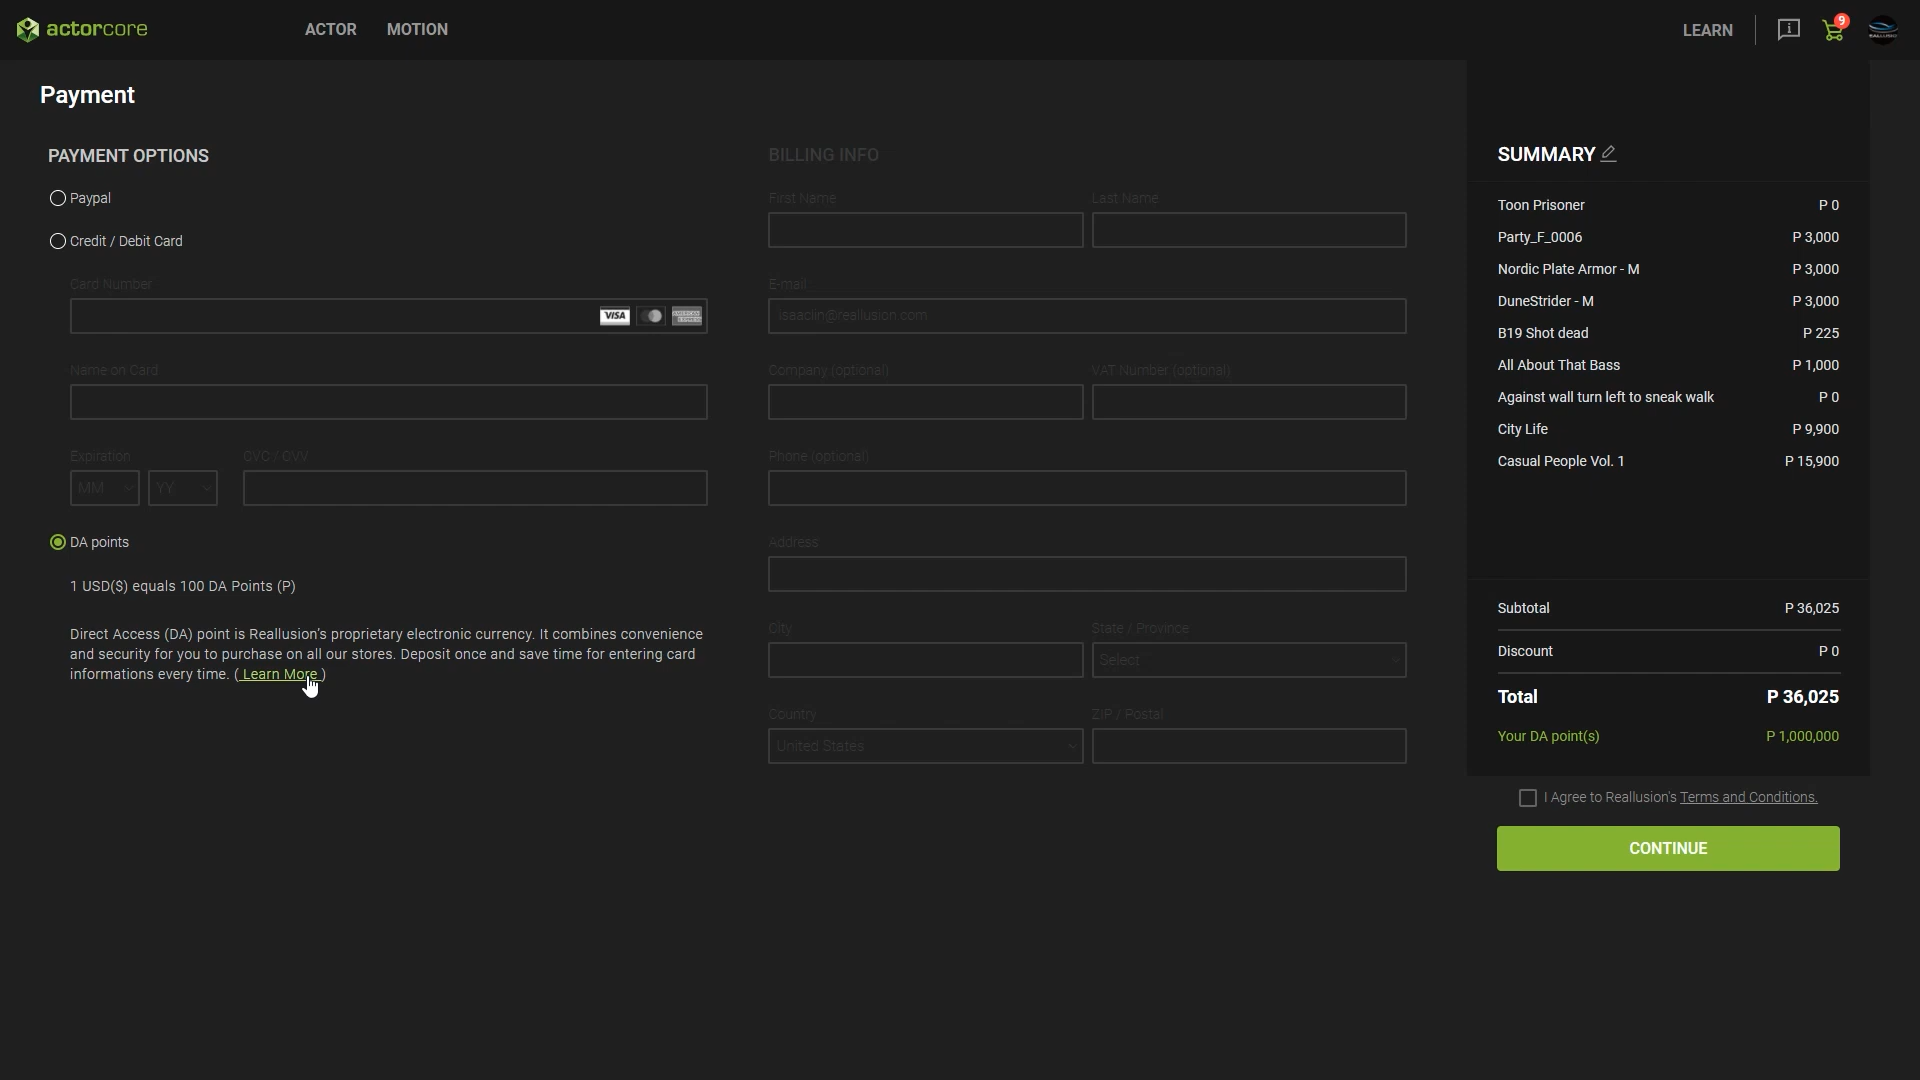 actorcore
ACTOR
MOTION
LEARN
9
Payment
PAYMENT OPTIONS
Paypal
Credit / Debit Card
Card Number
VISA
AMERICAN EXPRESS
Name on Card
Expiration
CVC / CVV
MM
YY
DA points
1 USD($) equals 100 DA Points (P)
Direct Access (DA) point is Reallusion's proprietary electronic currency. It combines convenience
and security for you to purchase on all our stores. Deposit once and save time for entering card
informations every time. ( Learn More )
BILLING INFO
First Name
Last Name
E-mail
isaaclin@reallusion.com
Company (optional)
VAT Number (optional)
Phone (optional)
Address
City
State / Province
Select
Country
ZIP / Postal
United States
SUMMARY
Toon Prisoner P 0
Party_F_0006 P 3,000
Nordic Plate Armor - M P 3,000
DuneStrider - M P 3,000
B19 Shot dead P 225
All About That Bass P 1,000
Against wall turn left to sneak walk P 0
City Life P 9,900
Casual People Vol. 1 P 15,900
Subtotal P 36,025
Discount P 0
Total P 36,025
Your DA point(s) P 1,000,000
I Agree to Reallusion's Terms and Conditions.
CONTINUE